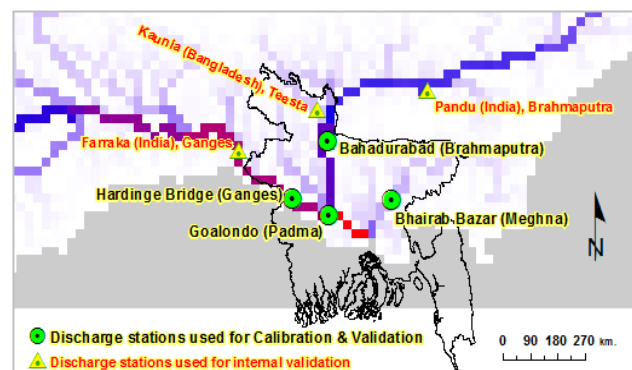 Kaunia (Bangladesh), Teesta
Pandu (India), Brahmaputra
Farraka (India), Ganges
Bahadurabad (Brahmaputra)
Hardinge Bridge (Ganges)
Bhairab Bazar (Meghna)
Goalondo (Padma)
N
Discharge stations used for Calibration & Validation
Discharge stations used for internal validation
0 90 180 270 km.